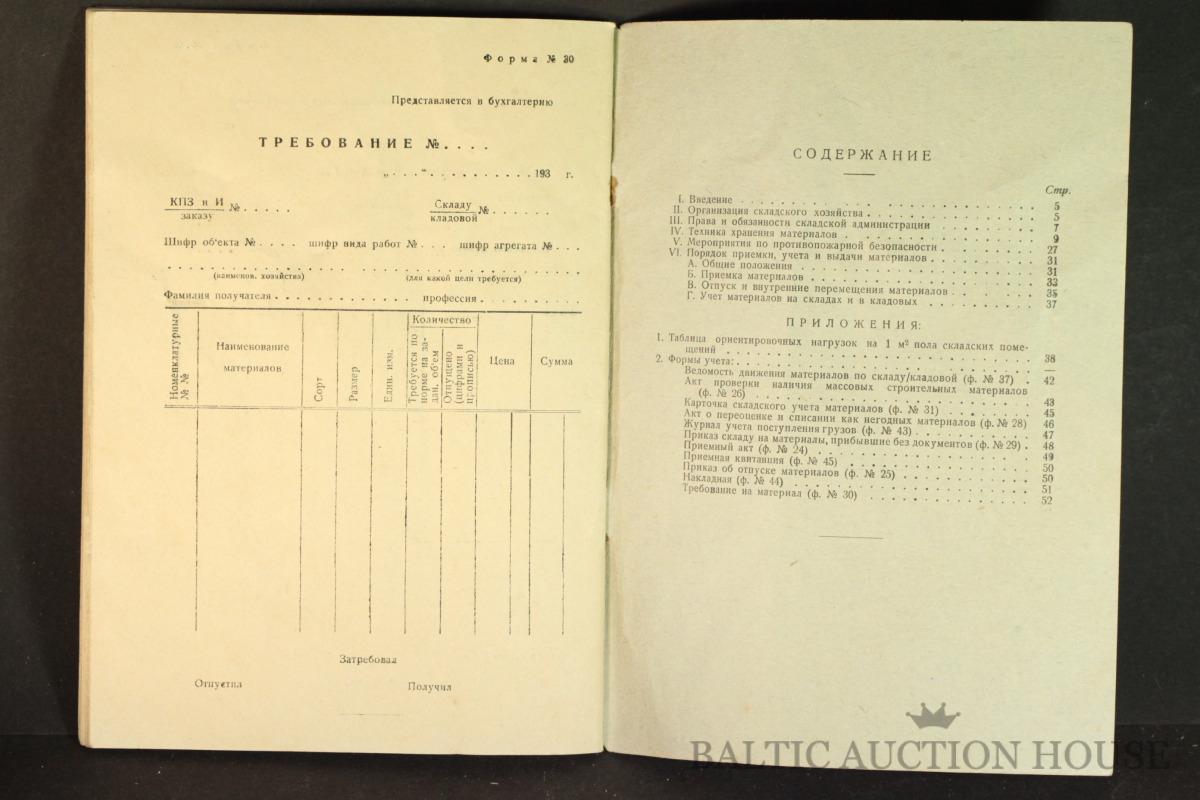 Форма № 30
Представляется в бухгалтерию
ТРЕБОВАНИЕ № . . . .
„ . . . “ . . . . . . . . . . . 193 г.
КПЗ и И
заказу № . . . . .
Складу
кладовой № . . . . . . .
Шифр об'екта № . . . . шифр вида работ № . . . шифр агрегата № . . .
(наименов. хозяйства) (для какой цели требуется)
Фамилия получателя . . . . . . . . . . . . . профессия . . . . . . . . . .
Номенклатурные № №
Наименование материалов
Сорт
Размер
Един. изм.
Количество
Требуется по норме на задан. об'ем
Отпущено (цифрами и прописью)
Цена
Сумма
Затребовал
Отпустил Получил
СОДЕРЖАНИЕ
Стр.
I. Введение 5
II. Организация складского хозяйства 5
III. Права и обязанности складской администрации 7
IV. Техника хранения материалов 9
V. Мероприятия по противопожарной безопасности 27
VI. Порядок приемки, учета и выдачи материалов 31
А. Общие положения 31
Б. Приемка материалов 33
В. Отпуск и внутренние перемещения материалов 35
Г. Учет материалов на складах и в кладовых 37
ПРИЛОЖЕНИЯ:
1. Таблица ориентировочных нагрузок на 1 м² пола складских поме-
щений 38
2. Формы учета: —
Ведомость движения материалов по складу/кладовой (ф. № 37) 42
Акт проверки наличия массовых строительных материалов
(ф. № 26) 43
Карточка складского учета материалов (ф. № 31) 45
Акт о переоценке и списании как негодных материалов (ф. № 28) 46
Журнал учета поступления грузов (ф. № 43) 47
Приказ складу на материалы, прибывшие без документов (ф. № 29) 48
Приемный акт (ф. № 24) 49
Приемная квитанция (ф. № 45) 50
Приказ об отпуске материалов (ф. № 25) 50
Накладная (ф. № 44) 51
Требование на материал (ф. № 30) 52
BALTIC AUCTION HOUSE